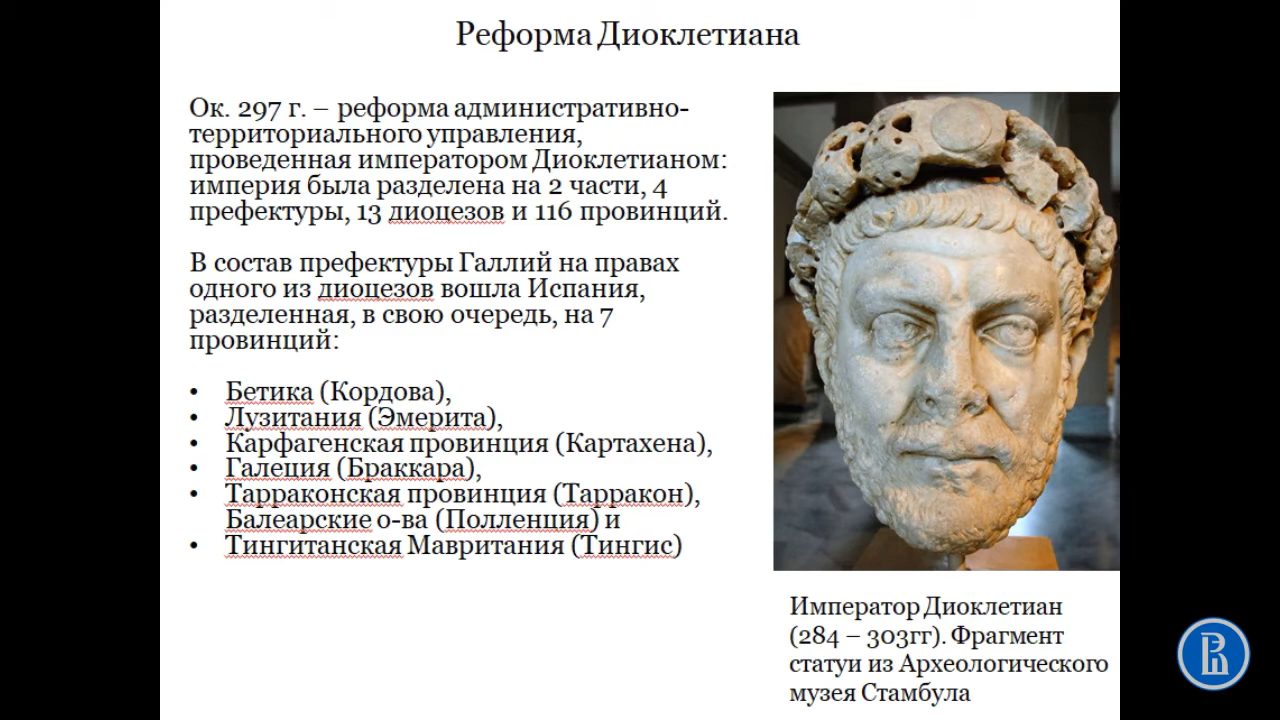 Реформа Диоклетиана
Ок. 297 г. – реформа административно-
территориального управления,
проведенная императором Диоклетианом:
империя была разделена на 2 части, 4
префектуры, 13 диоцезов и 116 провинций.
В состав префектуры Галлий на правах
одного из диоцезов вошла Испания,
разделенная, в свою очередь, на 7
провинций:
• Бетика (Кордова),
• Лузитания (Эмерита),
• Карфагенская провинция (Картахена),
• Галеция (Браккара),
• Тарраконская провинция (Тарракон),
Балеарские о-ва (Полленция) и
• Тингитанская Мавритания (Тингис)
Император Диоклетиан
(284 – 303гг). Фрагмент
статуи из Археологического
музея Стамбула